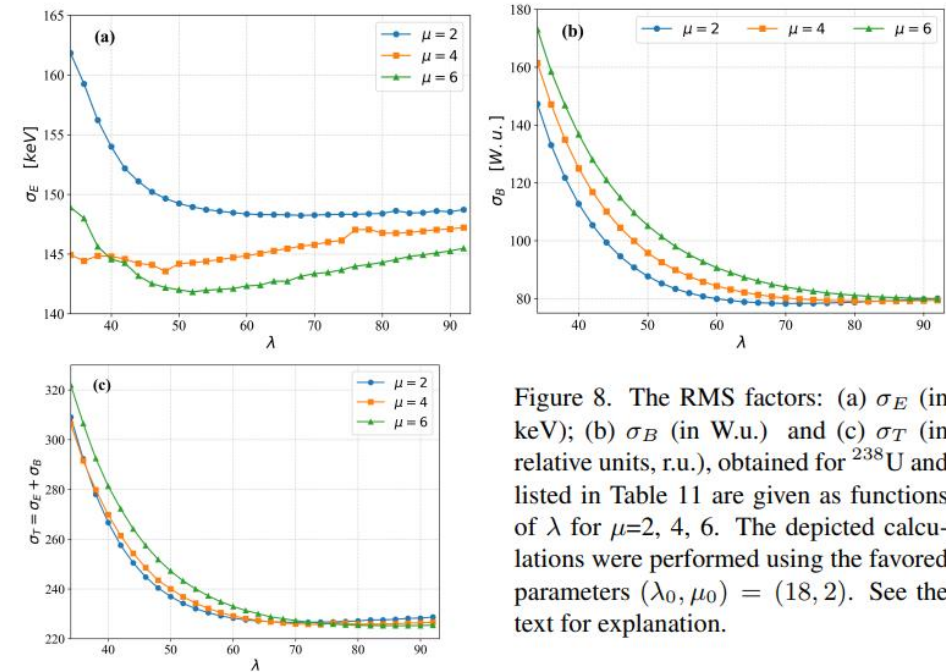 165
160
155
150
145
140
σE [keV]
(a)
μ = 2
μ = 4
μ = 6
40 50 60 70 80 90
λ
180
160
140
120
100
80
σB [W.u.]
(b)
μ = 2 μ = 4 μ = 6
40 50 60 70 80 90
λ
320
300
280
260
240
220
σT = σE + σB
(c)
μ = 2
μ = 4
μ = 6
40 50 60 70 80 90
λ
Figure 8. The RMS factors: (a) σE (in
keV); (b) σB (in W.u.) and (c) σT (in
relative units, r.u.), obtained for 238U and
listed in Table 11 are given as functions
of λ for μ=2, 4, 6. The depicted calcu-
lations were performed using the favored
parameters (λ0, μ0) = (18, 2). See the
text for explanation.